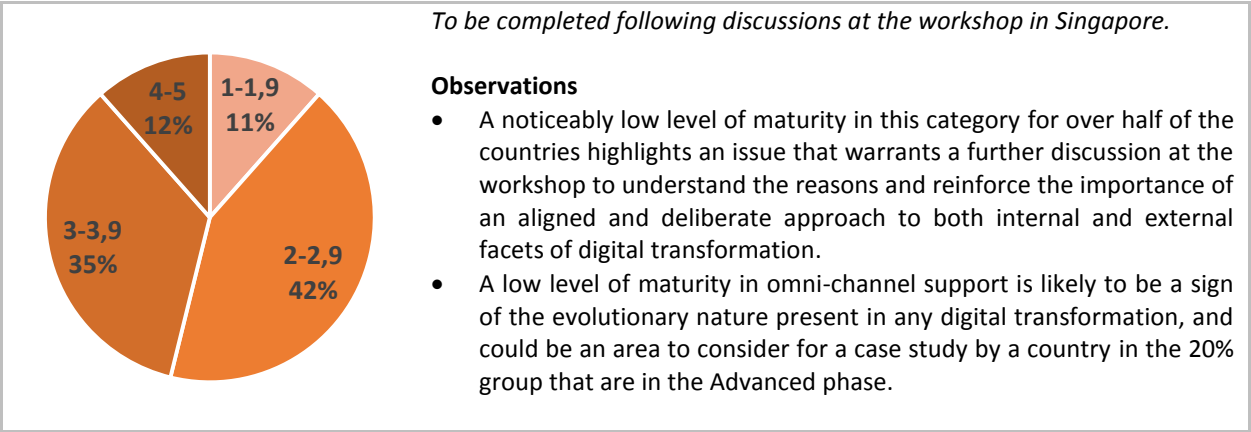 To be completed following discussions at the workshop in Singapore.
4-5
12%
1-1,9
11%
3-3,9
35%
2-2,9
42%
Observations
• A noticeably low level of maturity in this category for over half of the
countries highlights an issue that warrants a further discussion at the
workshop to understand the reasons and reinforce the importance of
an aligned and deliberate approach to both internal and external
facets of digital transformation.
• A low level of maturity in omni-channel support is likely to be a sign
of the evolutionary nature present in any digital transformation, and
could be an area to consider for a case study by a country in the 20%
group that are in the Advanced phase.